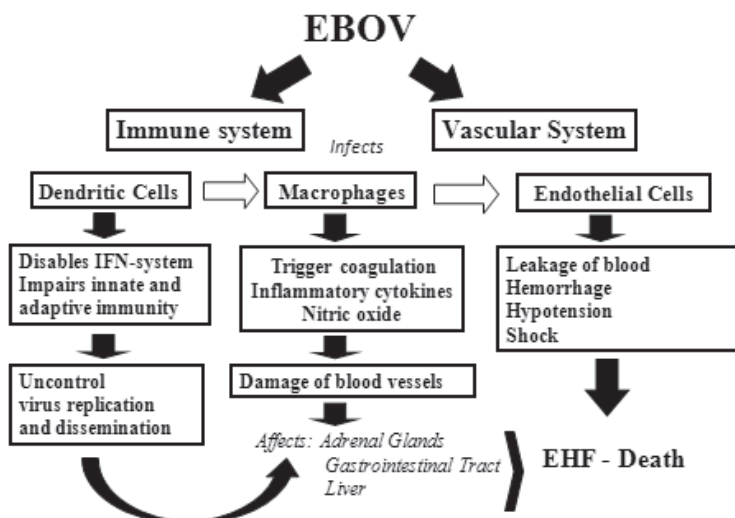 EBOV
Immune system
Vascular System
Infects
Dendritic Cells
Macrophages
Endothelial Cells
Disables IFN-system
Impairs innate and
adaptive immunity
Trigger coagulation
Inflammatory cytokines
Nitric oxide
Leakage of blood
Hemorrhage
Hypotension
Shock
Uncontrol
virus replication
and dissemination
Damage of blood vessels
Affects: Adrenal Glands
Gastrointestinal Tract
Liver
EHF - Death